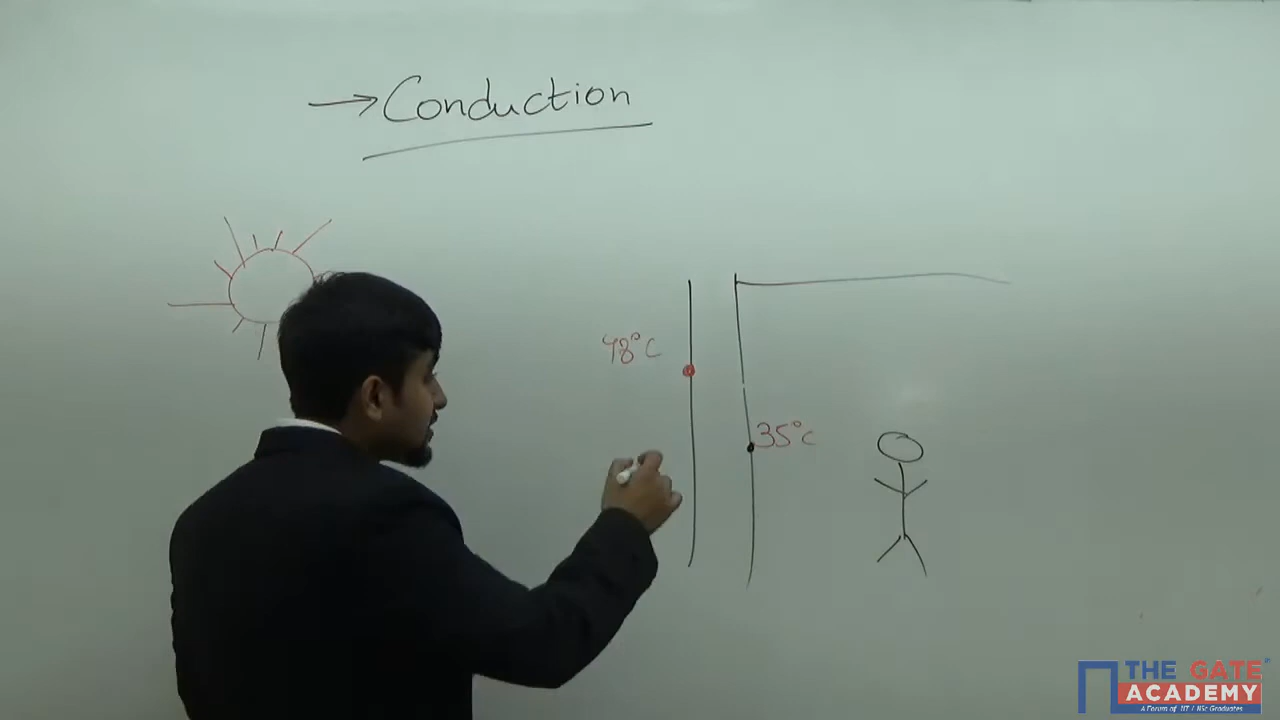 → Conduction
48°C
35°C
THE GATE
ACADEMY
A Forum of IIT / IISc Graduates